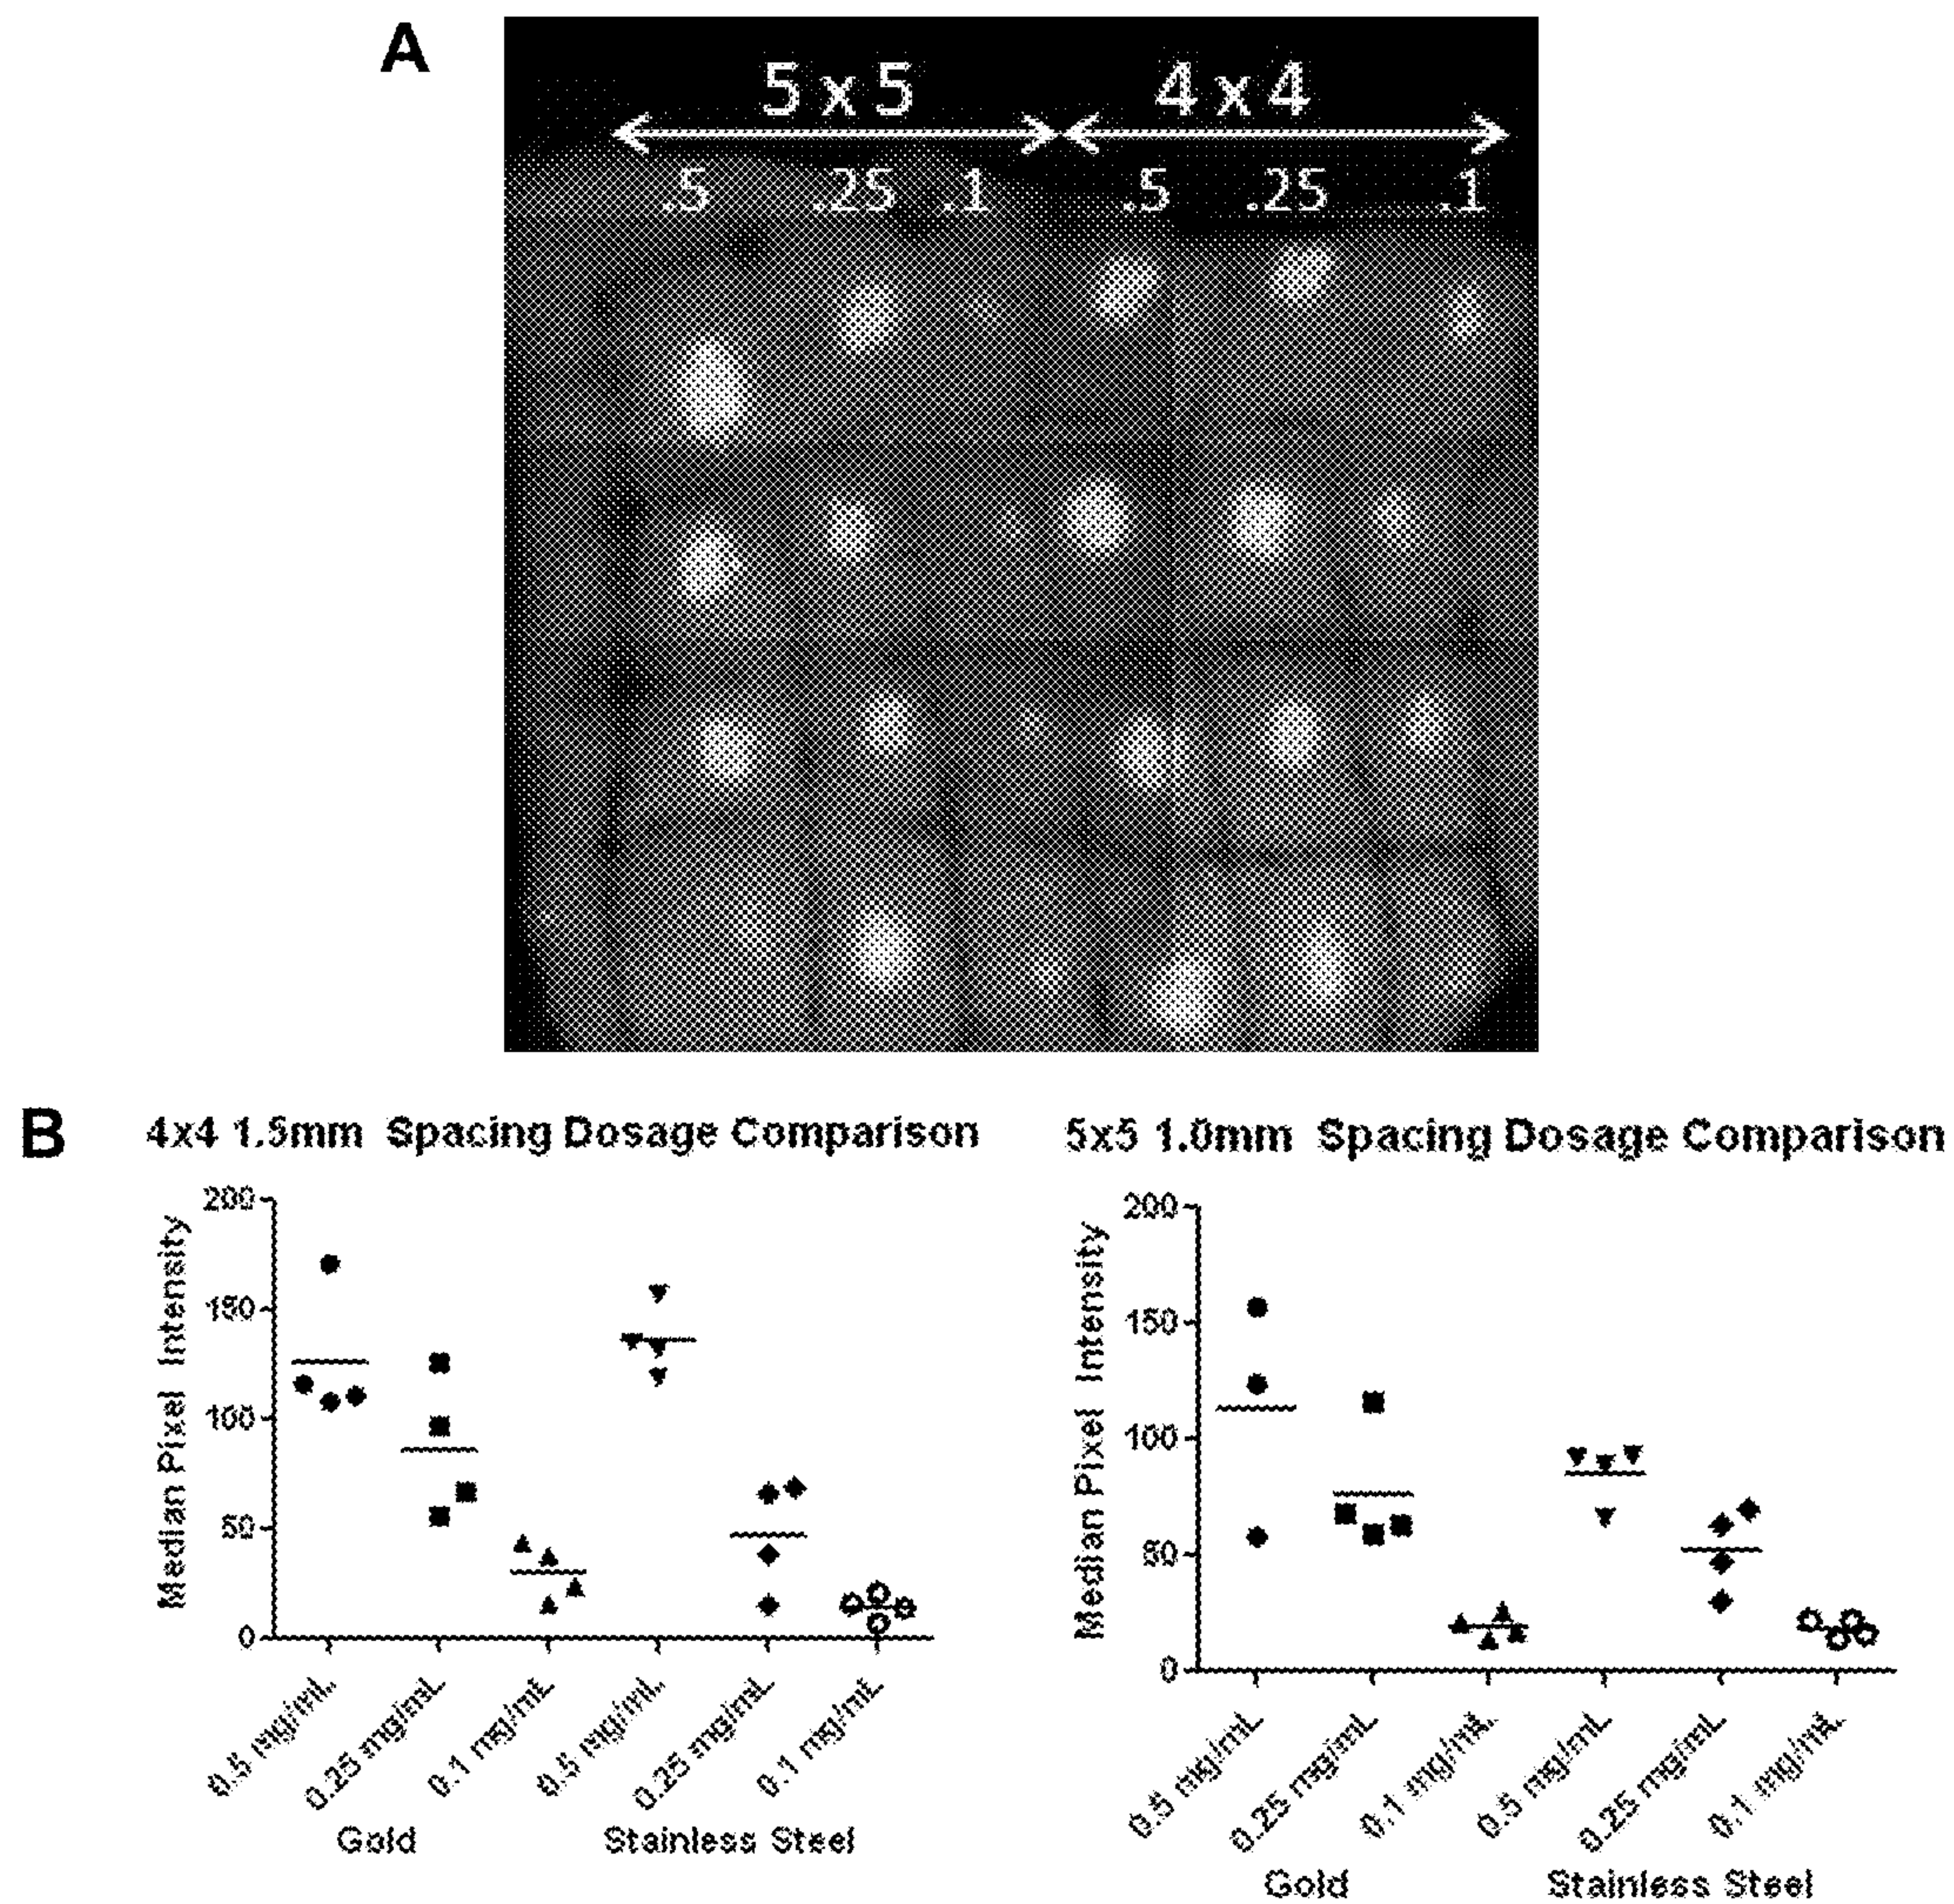 A
5 x 5 4 x 4
.5 .25 .1 .5 .25 .1
B
4x4 1.5mm Spacing Dosage Comparison
Median Pixel Intensity
200
150
100
50
0
0.5 mg/mL
0.25 mg/mL
0.1 mg/mL
0.5 mg/mL
0.25 mg/mL
0.1 mg/mL
Gold
Stainless Steel
5x5 1.0mm Spacing Dosage Comparison
Median Pixel Intensity
200
150
100
50
0
0.5 mg/mL
0.25 mg/mL
0.1 mg/mL
0.5 mg/mL
0.25 mg/mL
0.1 mg/mL
Gold
Stainless Steel